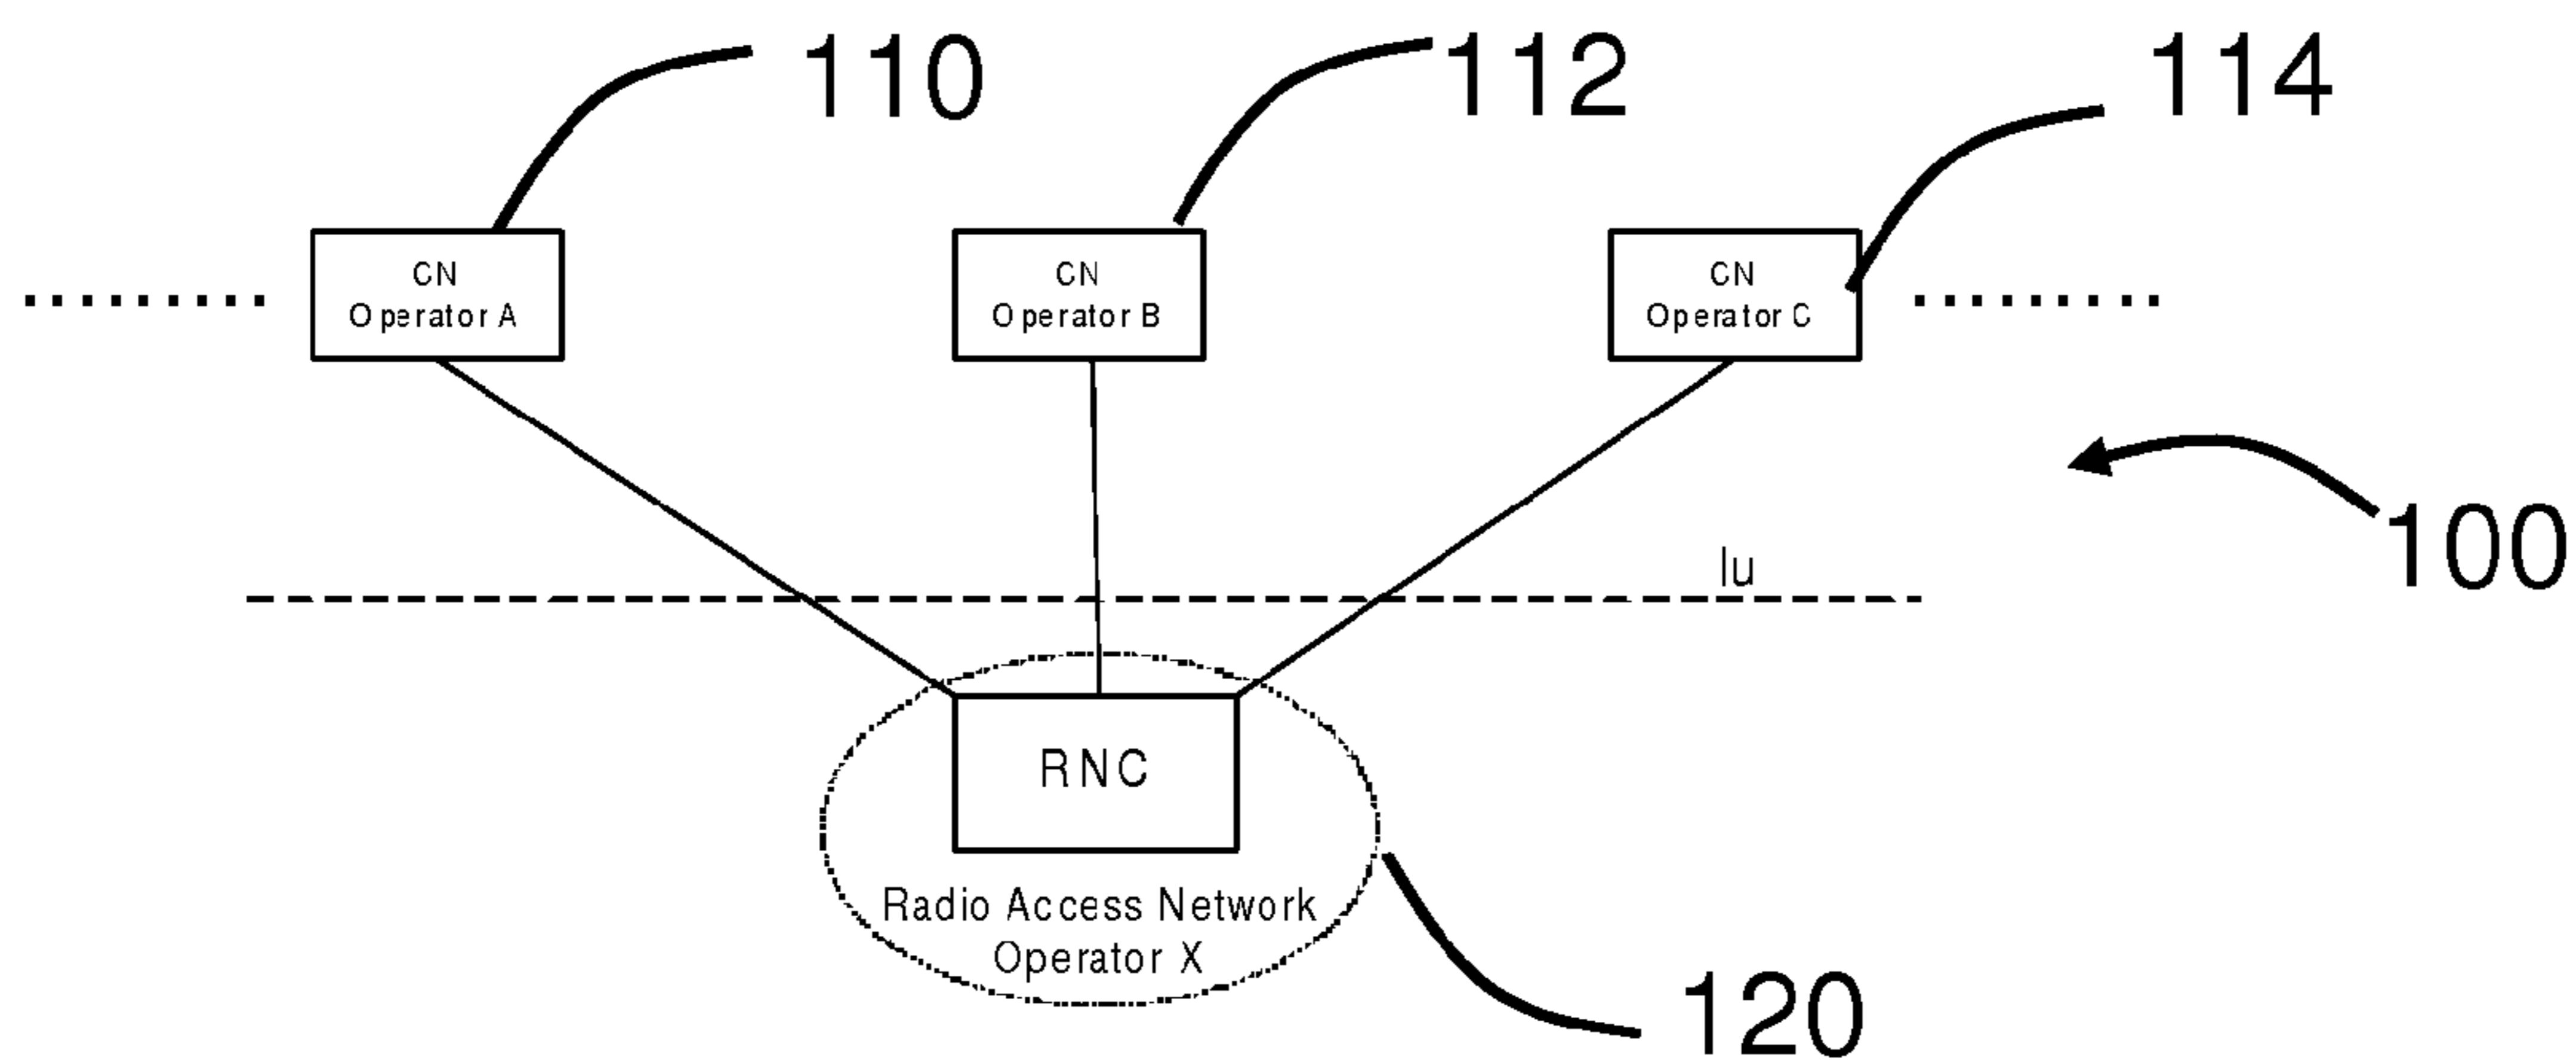 110
112
114
CN
Operator A
CN
Operator B
CN
Operator C
100
Iu
RNC
Radio Access Network
Operator X
120